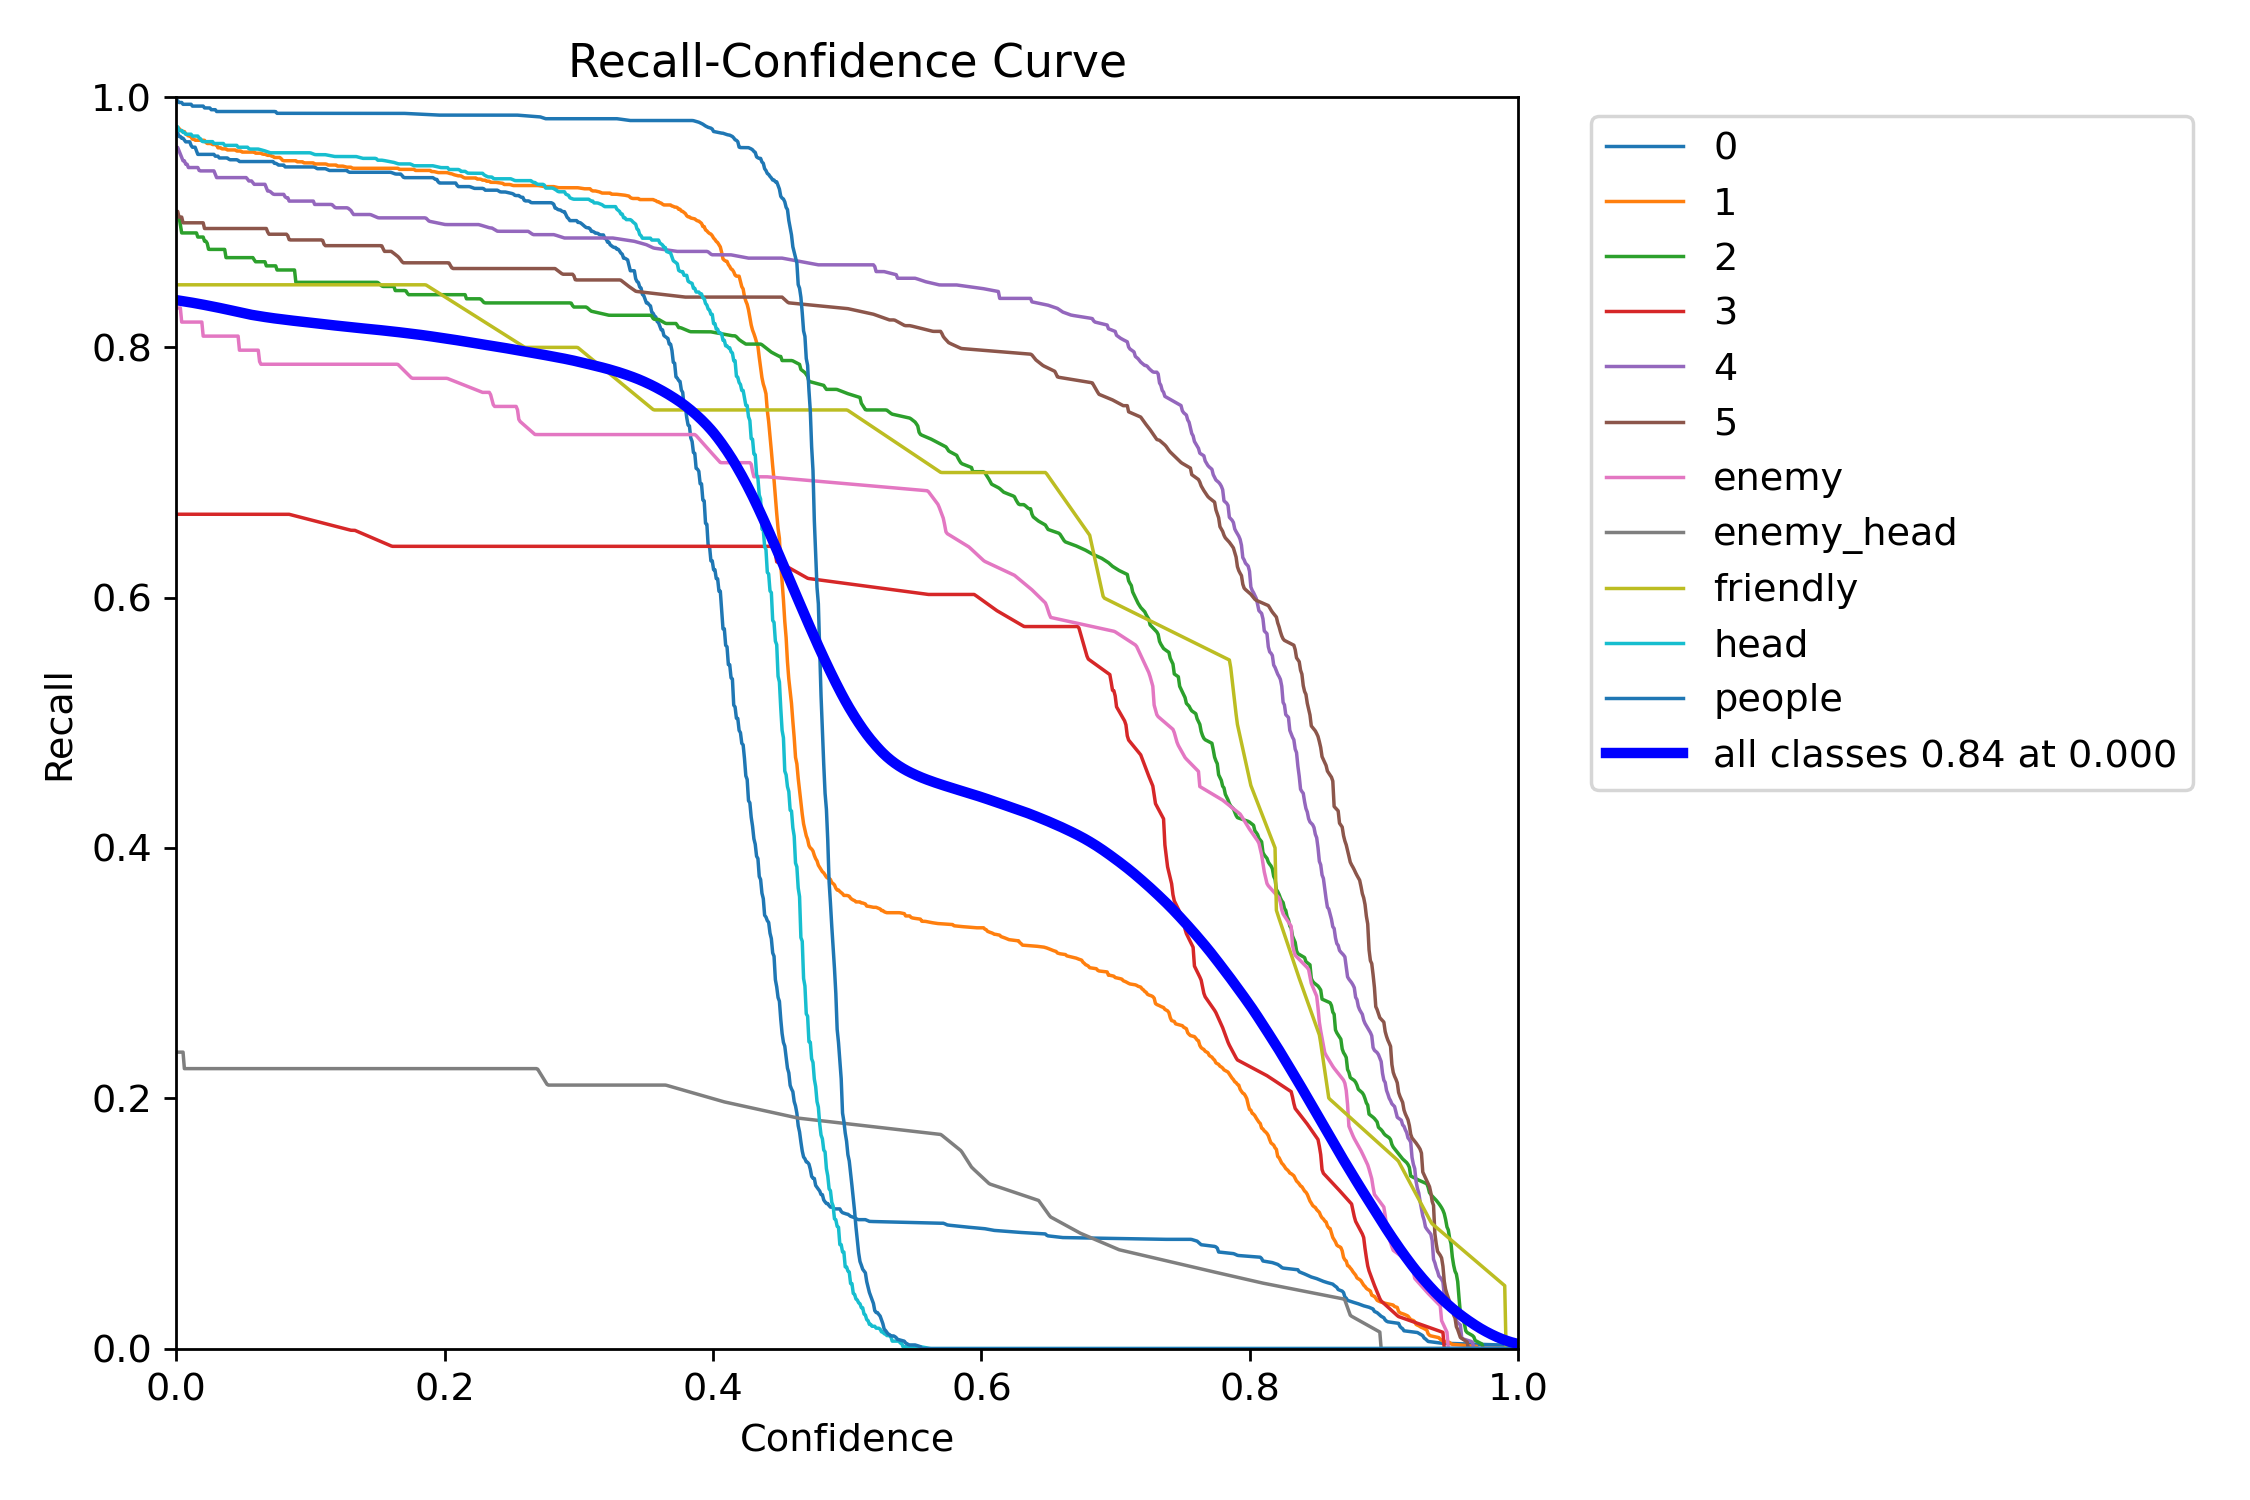 Recall-Confidence Curve
1.0
0.8
0.6
0.4
0.2
0.0
Recall
0.0 0.2 0.4 0.6 0.8 1.0
Confidence
0
1
2
3
4
5
enemy
enemy_head
friendly
head
people
all classes 0.84 at 0.000